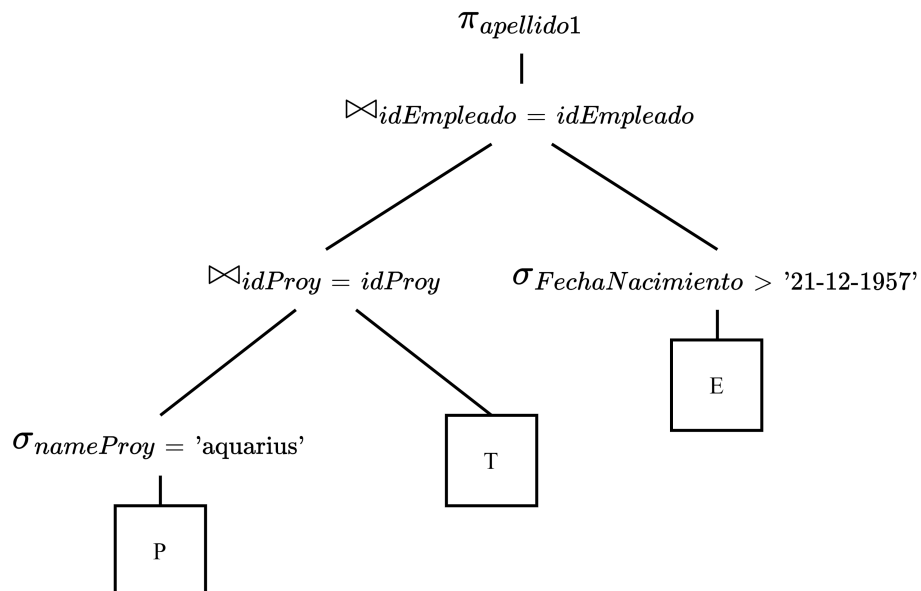 π apellido1
⋈ idEmpleado = idEmpleado
⋈ idProy = idProy
σ FechaNacimiento > '21-12-1957'
E
σ nameProy = 'aquarius'
T
P